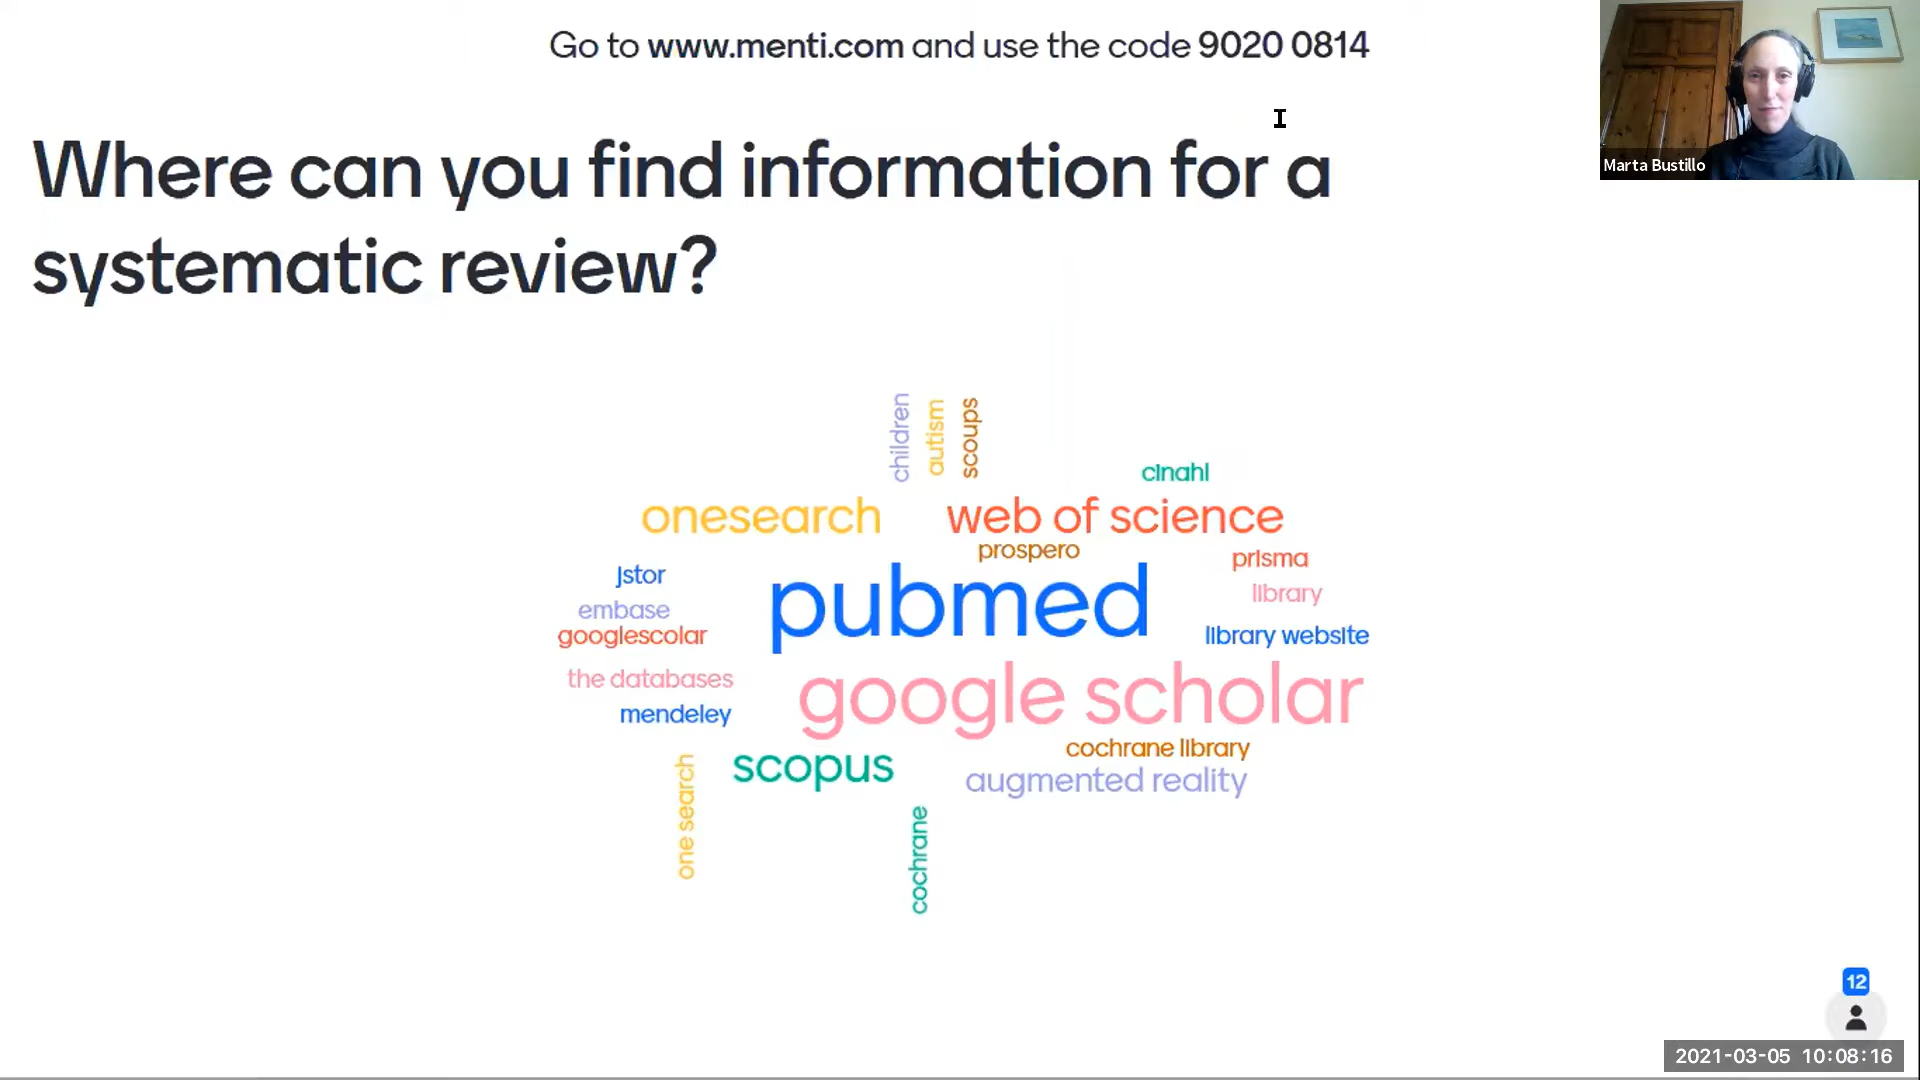 Go to www.menti.com and use the code 9020 0814
Marta Bustillo
Where can you find information for a
systematic review?
children
autism
scoups
cinahl
onesearch
web of science
prospero
prisma
jstor
pubmed
library
embase
googlescolar
library website
the databases
google scholar
mendeley
cochrane library
scopus
augmented reality
one search
cochrane
12
2021-03-05 10:08:16